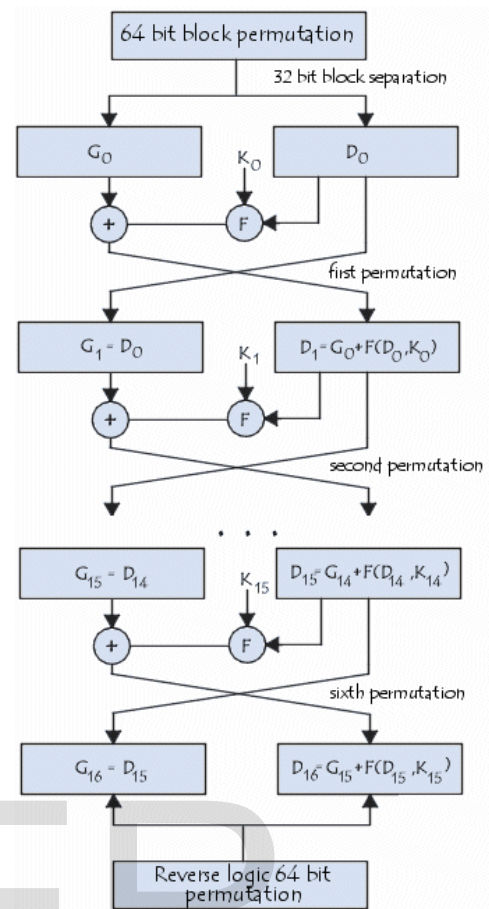 64 bit block permutation
32 bit block separation
G0
D0
K0
+
F
first permutation
G1 = D0
K1
D1=G0+F(D0,K0)
+
F
second permutation
. . .
G15 = D14
K15
D15=G14+F(D14,K14)
+
F
sixth permutation
G16 = D15
D16=G15+F(D15,K15)
Reverse logic 64 bit
permutation